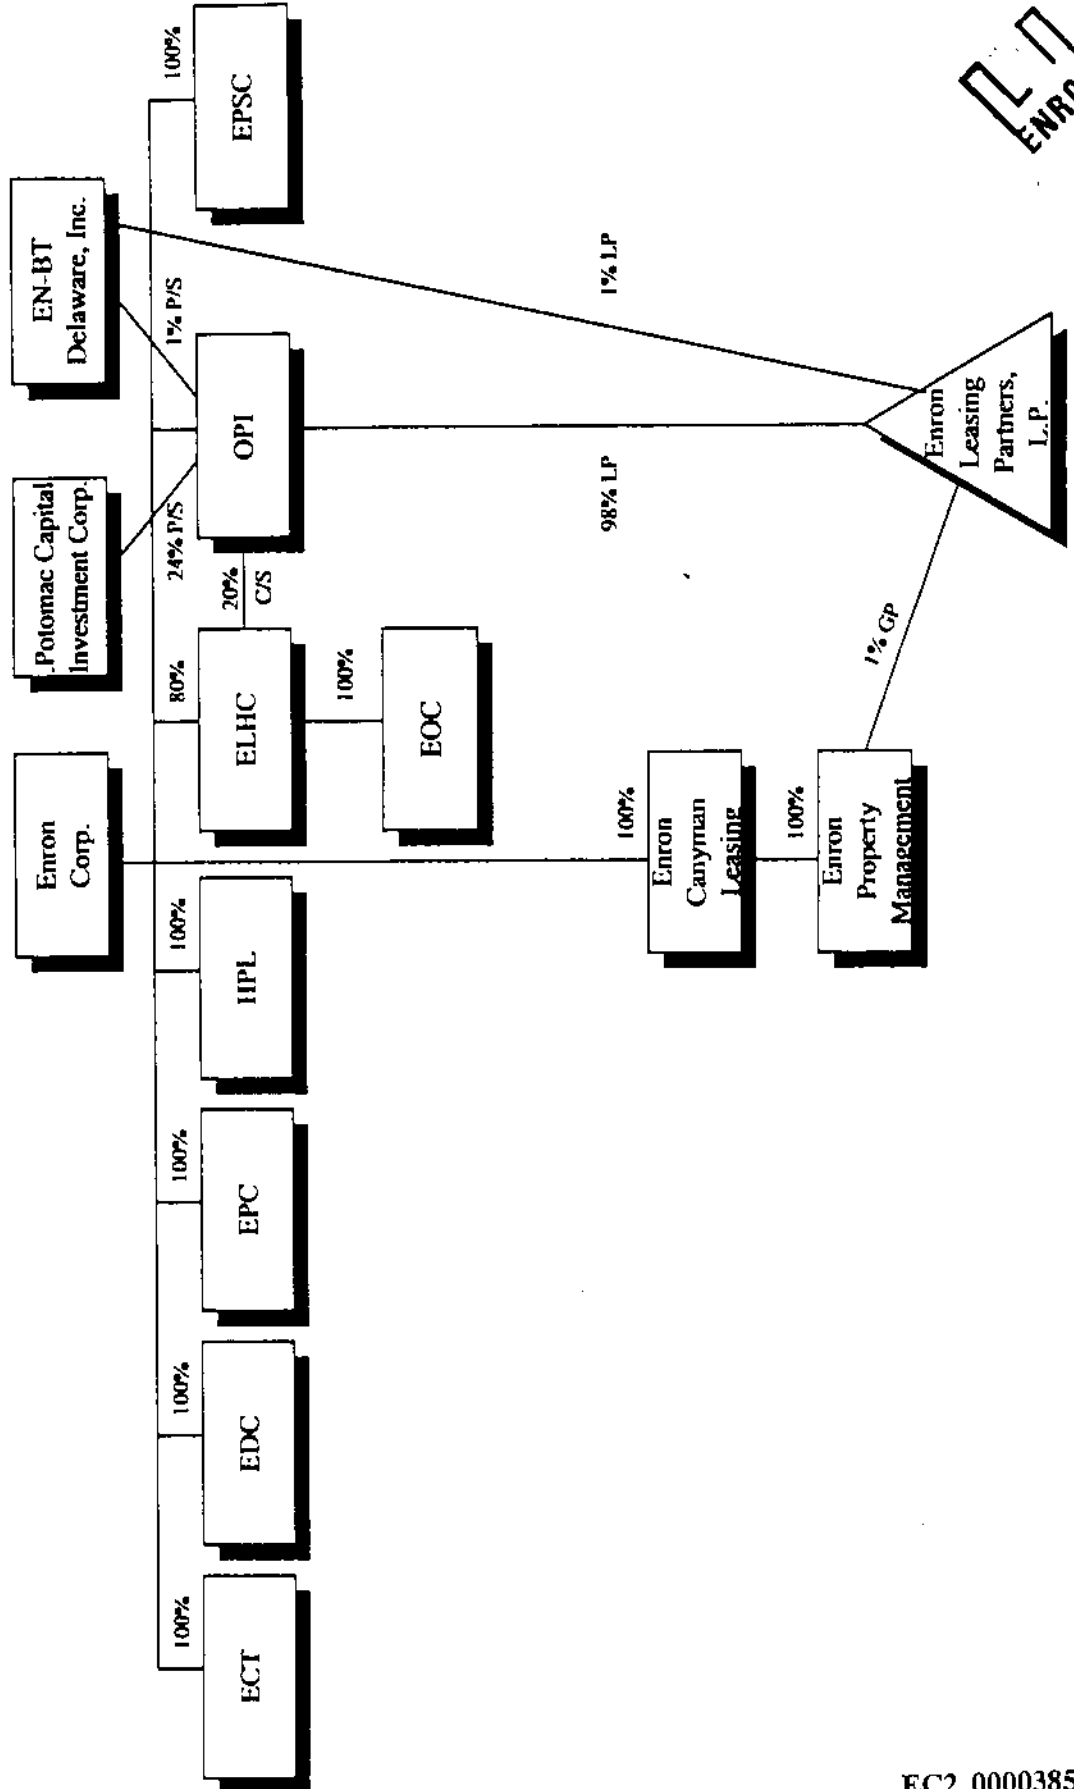 Enron
Corp.
Potomac Capital
Investment Corp.
EN-BT
Delaware, Inc.
100%
100%
100%
100%
80%
24% P/S
1% P/S
100%
ECT
EDC
EPC
HPL
ELHC
20%
C/S
OPI
EPSC
100%
EOC
98% LP
1% LP
100%
Enron
Canyman
Leasing
100%
Enron
Property
Management
1% GP
Enron
Leasing
Partners,
L.P.
EC2 0000385